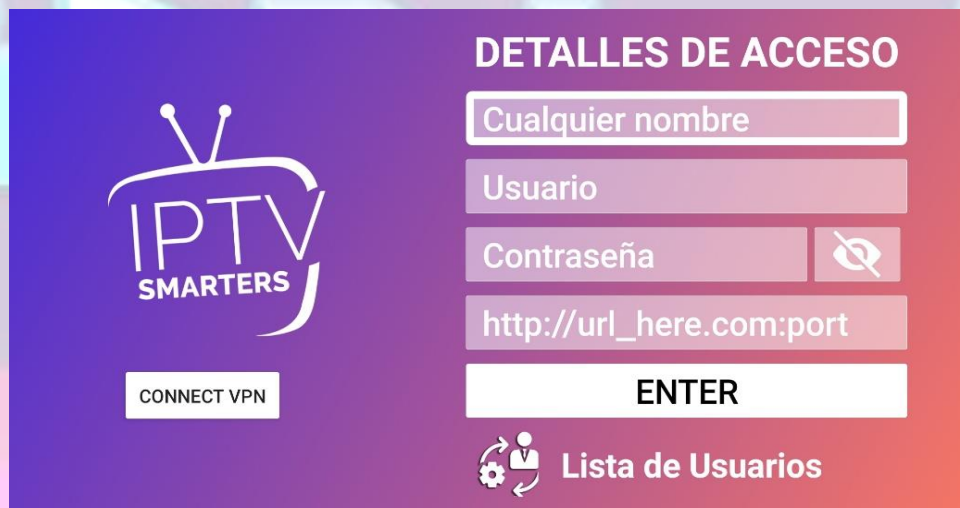 IPTV
SMARTERS
CONNECT VPN
DETALLES DE ACCESO
Cualquier nombre
Usuario
Contraseña
http://url_here.com:port
ENTER
Lista de Usuarios